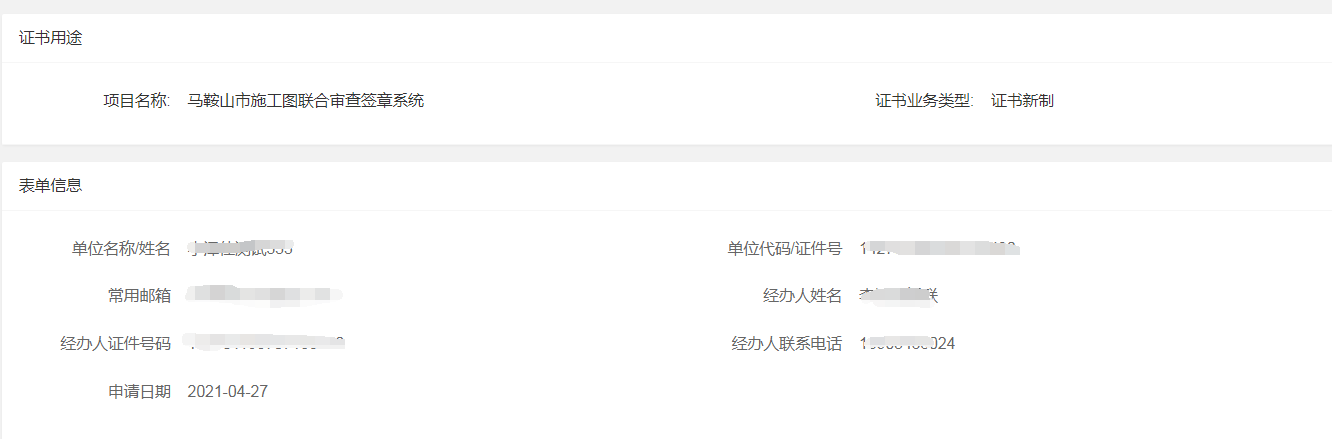 证书用途
项目名称: 马鞍山市施工图联合审查签章系统 证书业务类型: 证书新制
表单信息
单位名称/姓名 单位代码/证件号
常用邮箱 经办人姓名
经办人证件号码 经办人联系电话
申请日期 2021-04-27